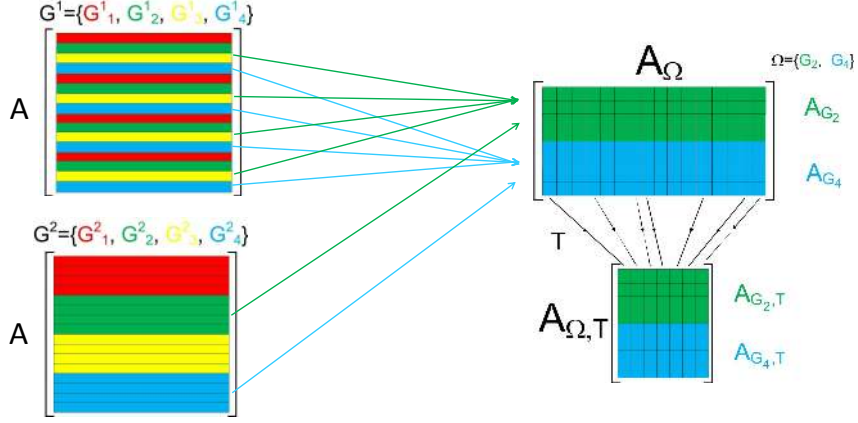 G¹={G¹₁, G¹₂, G¹₃, G¹₄}
A
A_Ω
Ω={G₂, G₄}
A_G₂
A_G₄
G²={G²₁, G²₂, G²₃, G²₄}
A
T
A_Ω,T
A_G₂,T
A_G₄,T